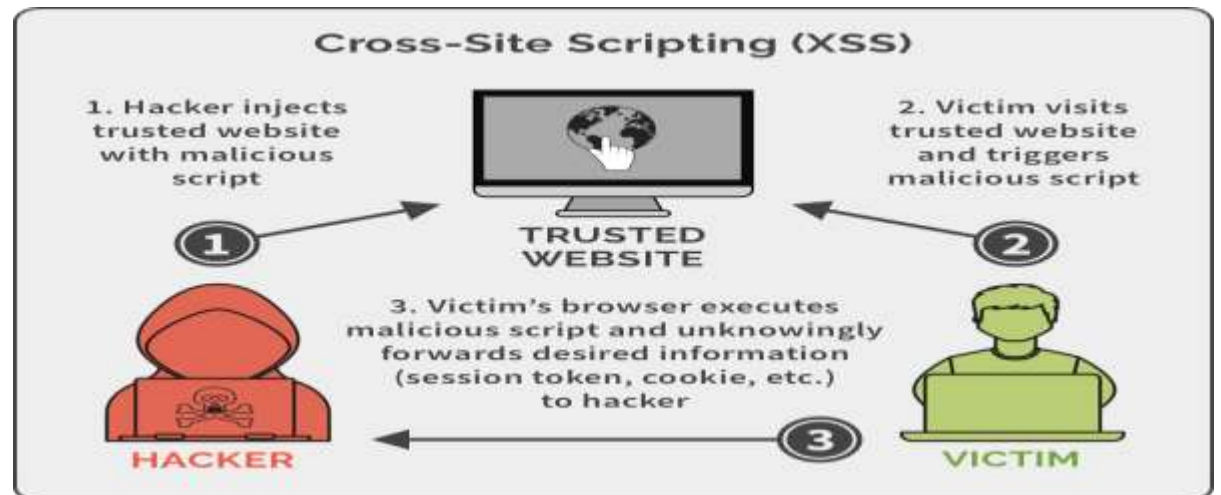 Cross-Site Scripting (XSS)
1. Hacker injects
trusted website
with malicious
script
2. Victim visits
trusted website
and triggers
malicious script
1
2
TRUSTED
WEBSITE
3. Victim's browser executes
malicious script and unknowingly
forwards desired information
(session token, cookie, etc.)
to hacker
3
HACKER
VICTIM